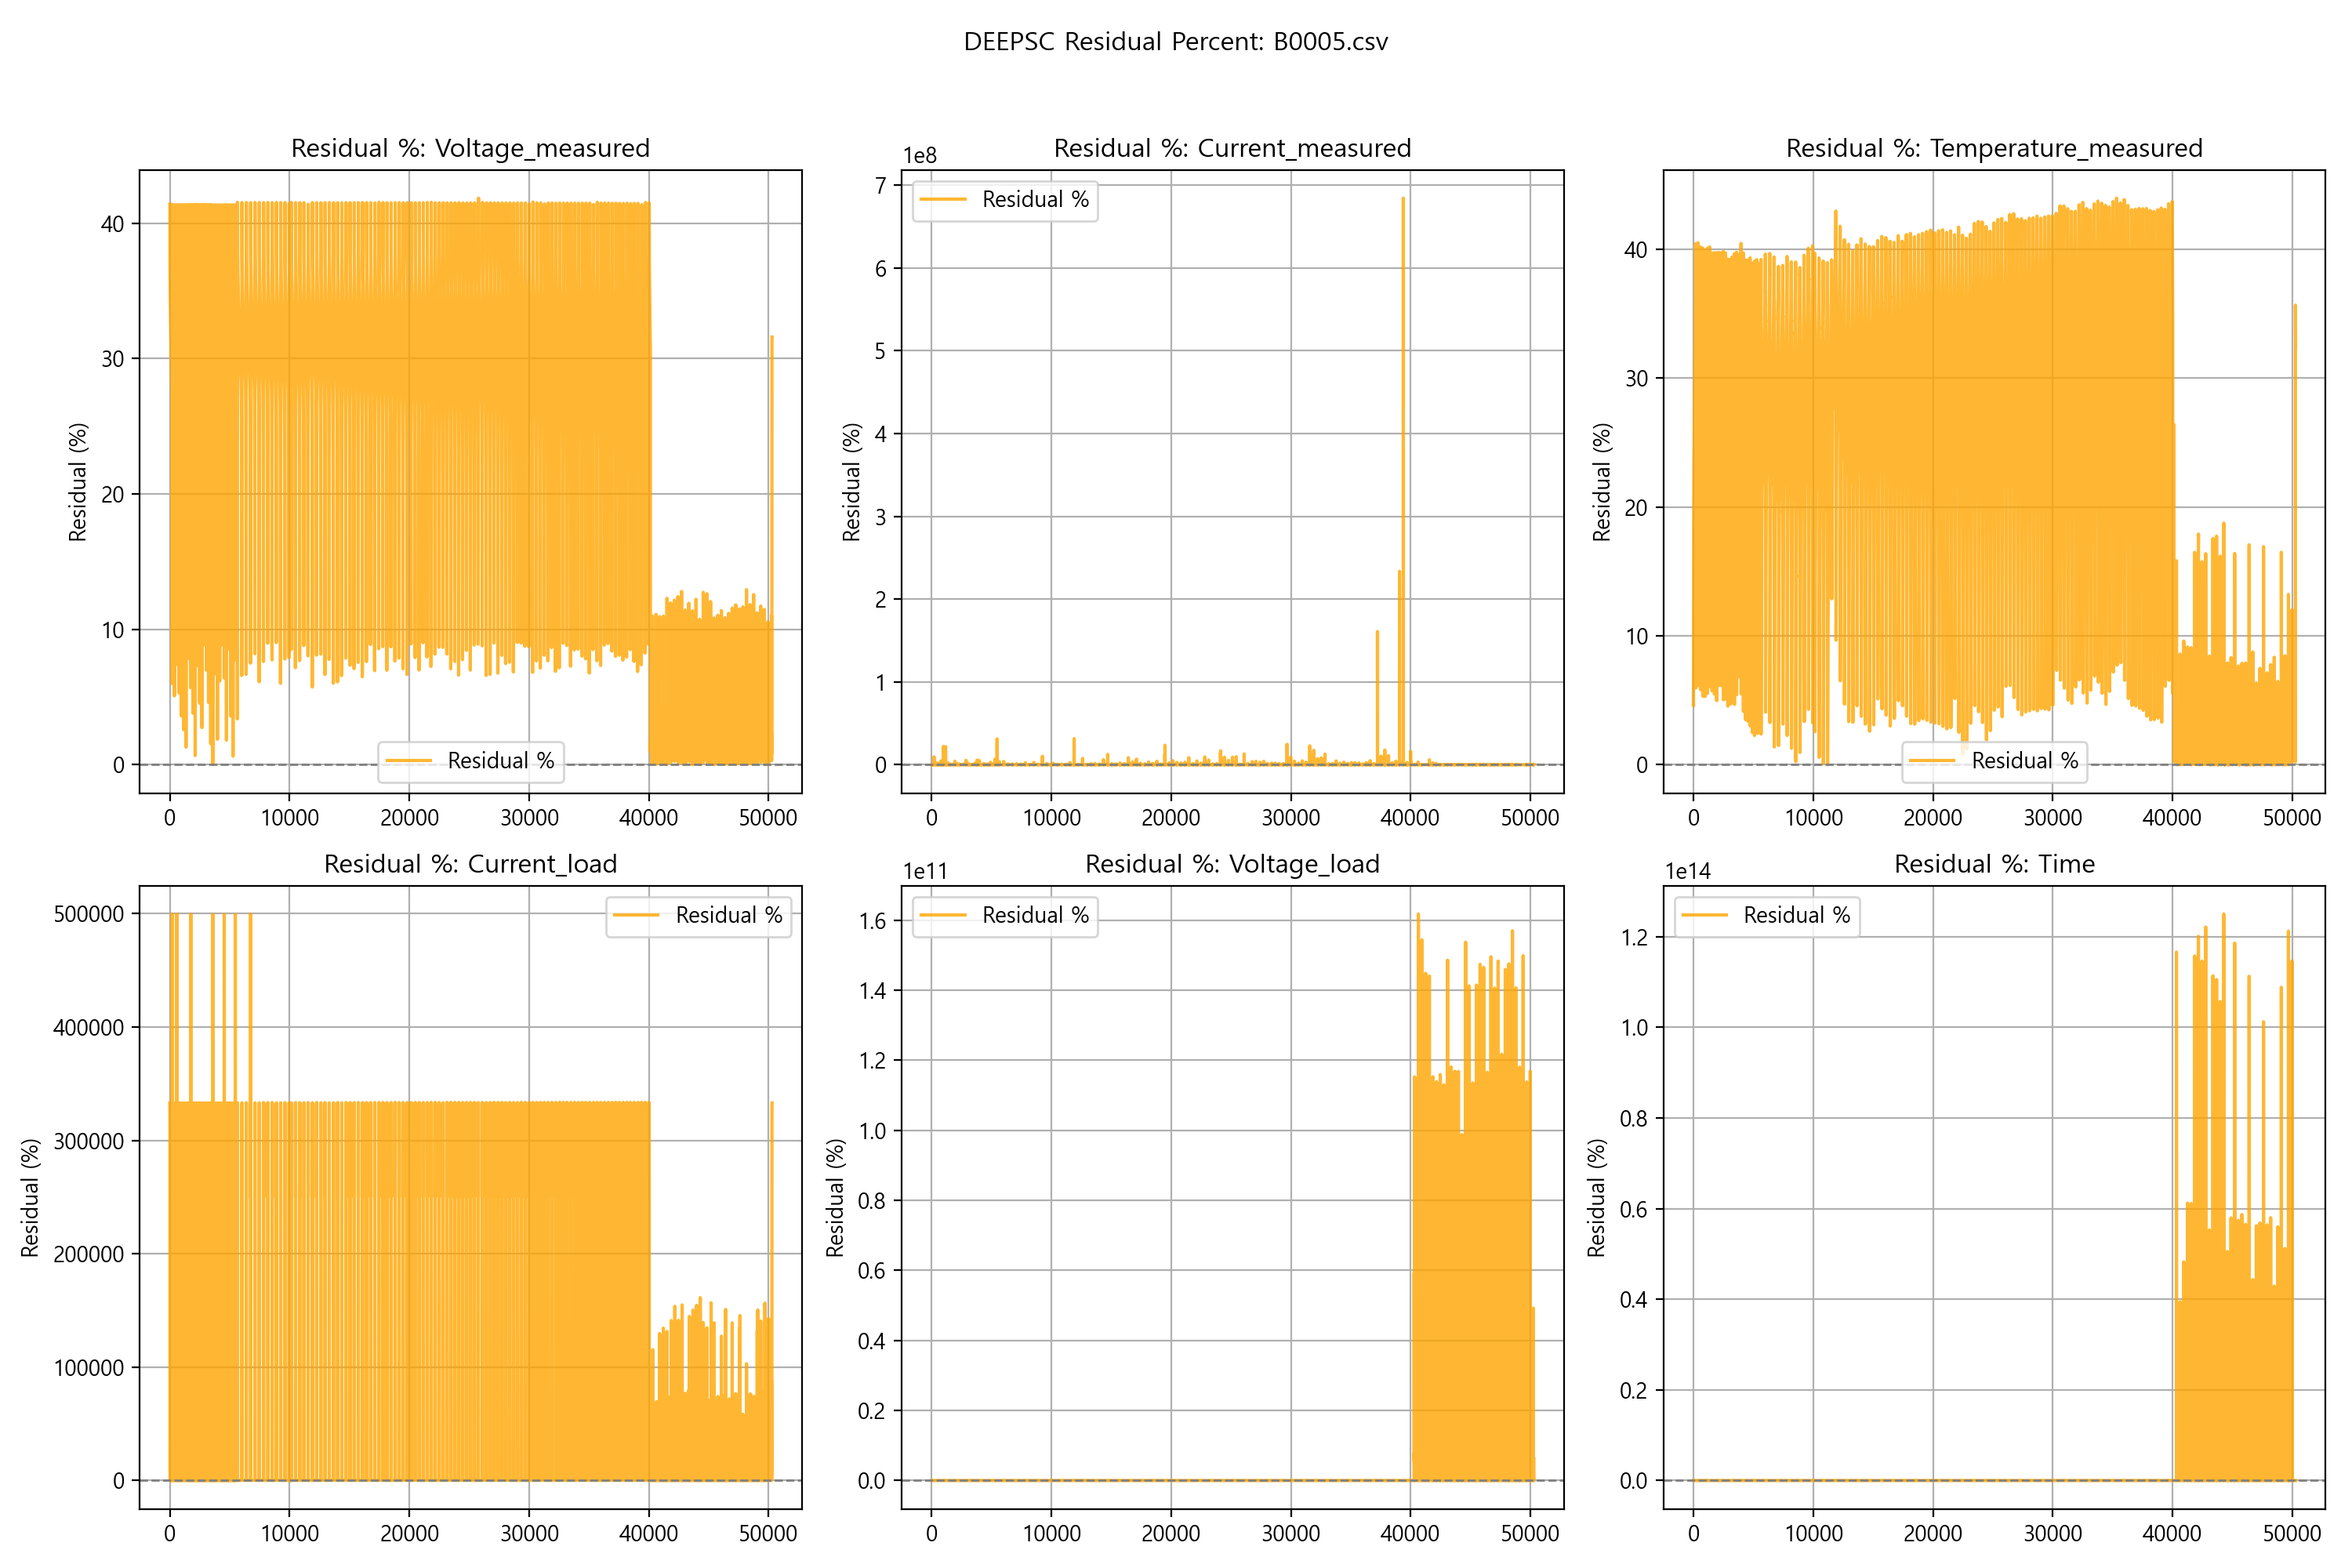 DEEPSC Residual Percent: B0005.csv
Residual %: Voltage_measured
Residual (%)
40
30
20
10
0
Residual %
0 10000 20000 30000 40000 50000
Residual %: Current_measured
1e8
Residual (%)
7
6
5
4
3
2
1
0
Residual %
0 10000 20000 30000 40000 50000
Residual %: Temperature_measured
Residual (%)
40
30
20
10
0
Residual %
0 10000 20000 30000 40000 50000
Residual %: Current_load
Residual (%)
500000
400000
300000
200000
100000
0
Residual %
0 10000 20000 30000 40000 50000
Residual %: Voltage_load
1e11
Residual (%)
1.6
1.4
1.2
1.0
0.8
0.6
0.4
0.2
0.0
Residual %
0 10000 20000 30000 40000 50000
Residual %: Time
1e14
Residual (%)
1.2
1.0
0.8
0.6
0.4
0.2
0.0
Residual %
0 10000 20000 30000 40000 50000